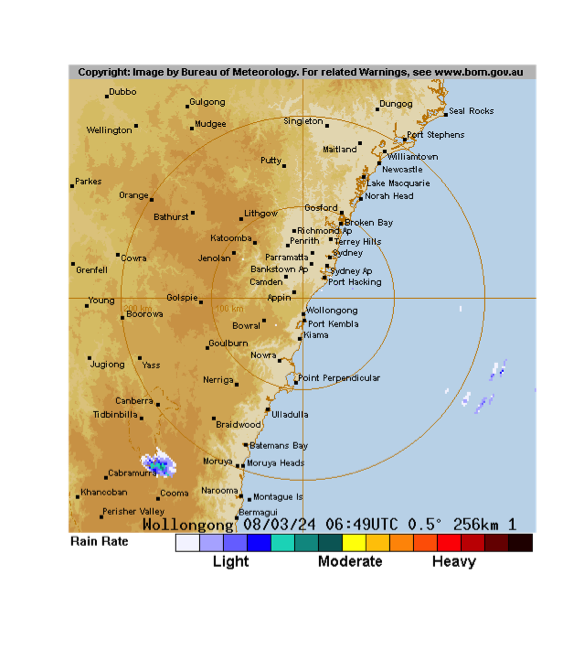 Copyright: Image by Bureau of Meteorology. For related Warnings, see www.bom.gov.au
Dubbo
Gulgong
Dungog
Seal Rocks
Wellington
Mudgee
Singleton
Port Stephens
Maitland
Williamtown
Putty
Newcastle
Parkes
Lake Macquarie
Orange
Norah Head
Bathurst
Lithgow
Gosford
Broken Bay
Richmond Ap
Katoomba
Penrith
Terrey Hills
Cowra
Jenolan
Parramatta
Sydney
Grenfell
Bankstown Ap
Sydney Ap
Camden
Port Hacking
Young
Golspie
Appin
200 km
100 km
Boorowa
Wollongong
Bowral
Port Kembla
Kiama
Goulburn
Jugiong
Yass
Nowra
Nerriga
Point Perpendicular
Canberra
Tidbinbilla
Braidwood
Ulladulla
Batemans Bay
Moruya
Moruya Heads
Cabramurra
Khancoban
Cooma
Narooma
Montague Is
Perisher Valley
Bermagui
Wollongong 08/03/24 06:49UTC 0.5° 256km 1
Rain Rate
Light
Moderate
Heavy